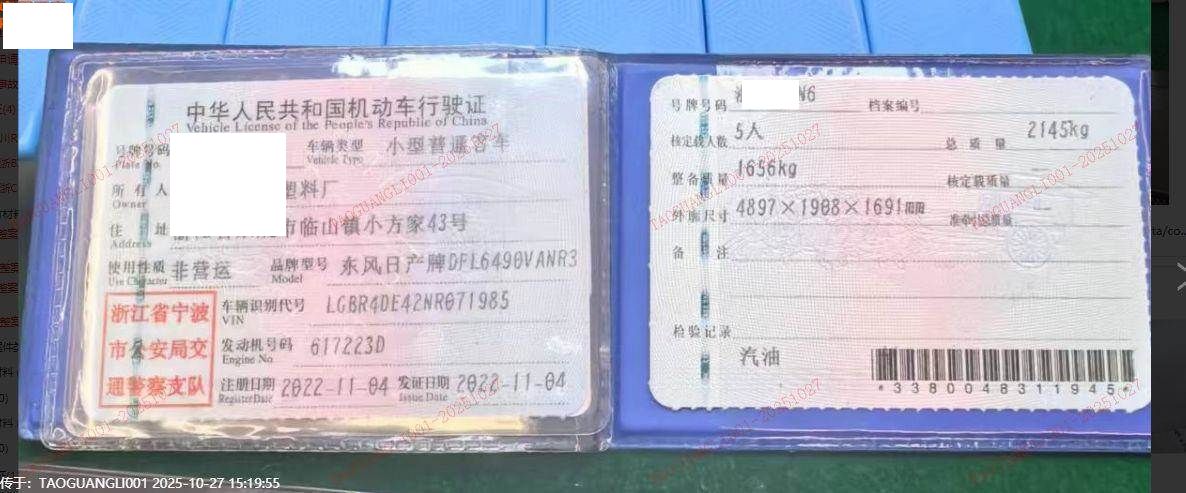 中华人民共和国机动车行驶证
Vehicle License of the People's Republic of China
号牌号码
Plate No.
车辆类型 小型普通客车
Vehicle Type
所有人 塑料厂
Owner
住址 市临山镇小方家43号
Address
使用性质 非营运
Use Character
品牌型号 东风日产牌DFL6490VANR3
Model
浙江省宁波
市公安局交
通警察支队
车辆识别代号 LGBR4DE42NR071985
VIN
发动机号码 617223D
Engine No.
注册日期 2022-11-04
Register Date
发证日期 2022-11-04
Issue Date
号牌号码 N6
档案编号
核定载人数 5人
总质量 2145kg
整备质量 1656kg
核定载质量 --
外廓尺寸 4897×1908×1691mm
准牵引总质量 --
备注
检验记录
汽油
*3380048311945*
传于：TAOGUANGLI001 2025-10-27 15:19:55
TAOGUANGLI001-20251027